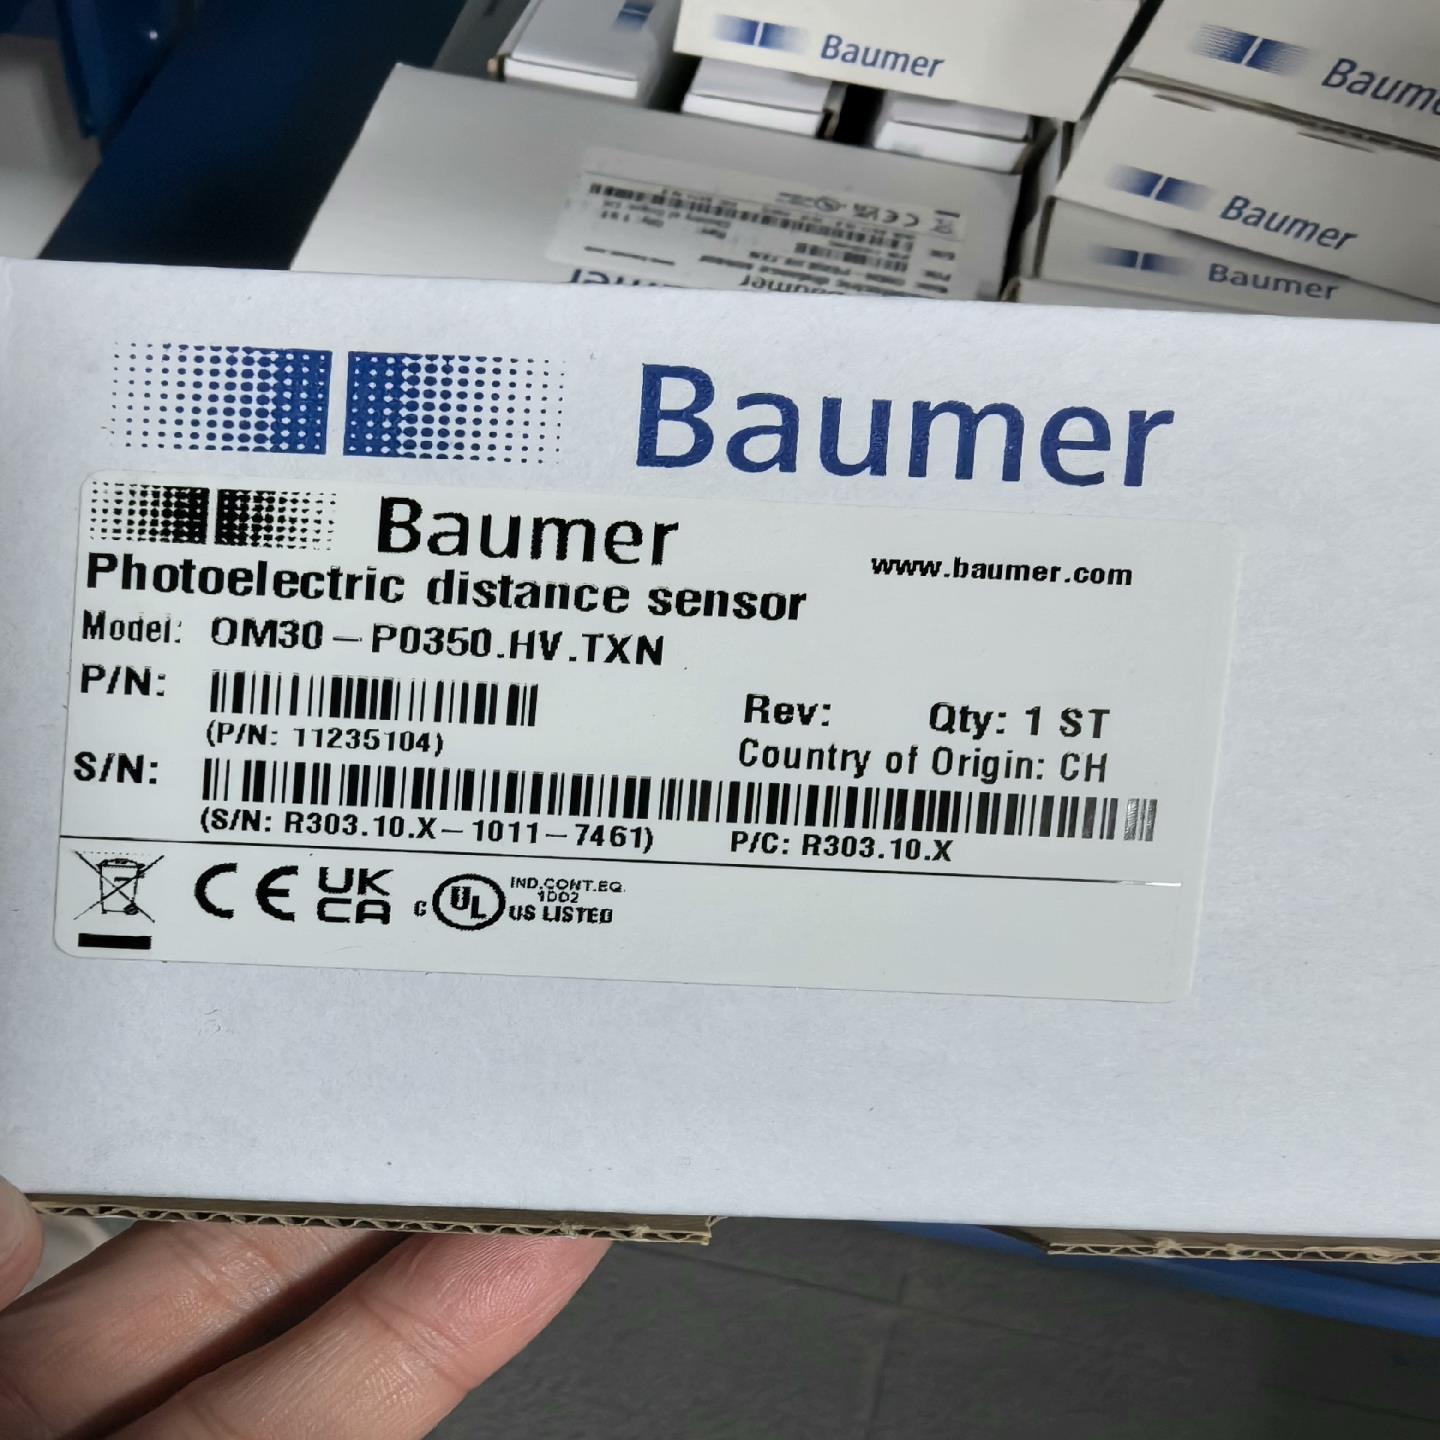 Baumer
Baumer
Baumer
Baumer
Baumer
Baumer
www.baumer.com
Photoelectric distance sensor
Model: OM30-P0350.HV.TXN
P/N:
(P/N: 11235104)
Rev: Qty: 1 ST
Country of Origin: CH
S/N:
(S/N: R303.10.X-1011-7461) P/C: R303.10.X
CE UK CA C UL US LISTED
IND.CONT.EQ.
1DD2